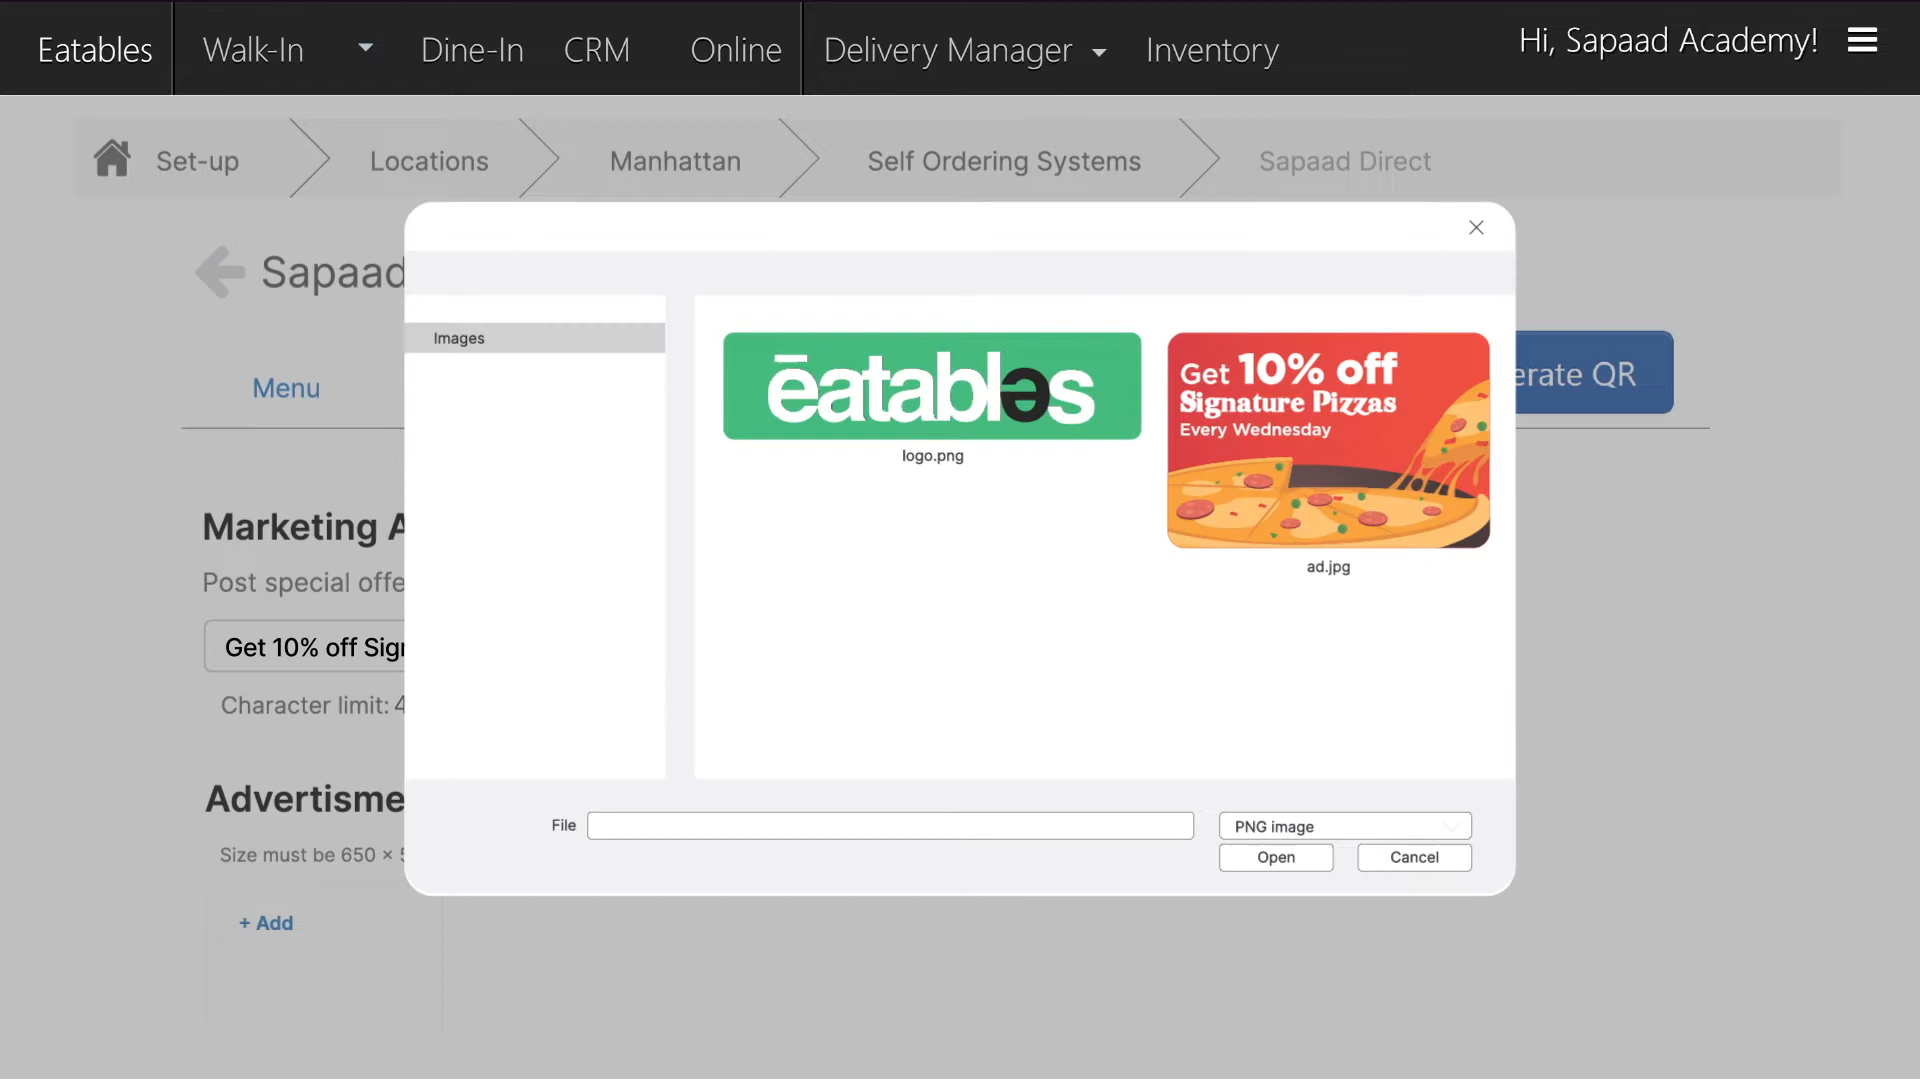 Eatables Walk-In Dine-In CRM Online Delivery Manager Inventory Hi, Sapaad Academy!
Set-up Locations Manhattan Self Ordering Systems Sapaad Direct
Sapaad
Menu
erate QR
Images
ēatables
logo.png
Get 10% off
Signature Pizzas
Every Wednesday
ad.jpg
Marketing A
Post special offe
Get 10% off Sig
Character limit: 4
Advertisme
Size must be 650 ×
+ Add
File
PNG image
Open Cancel